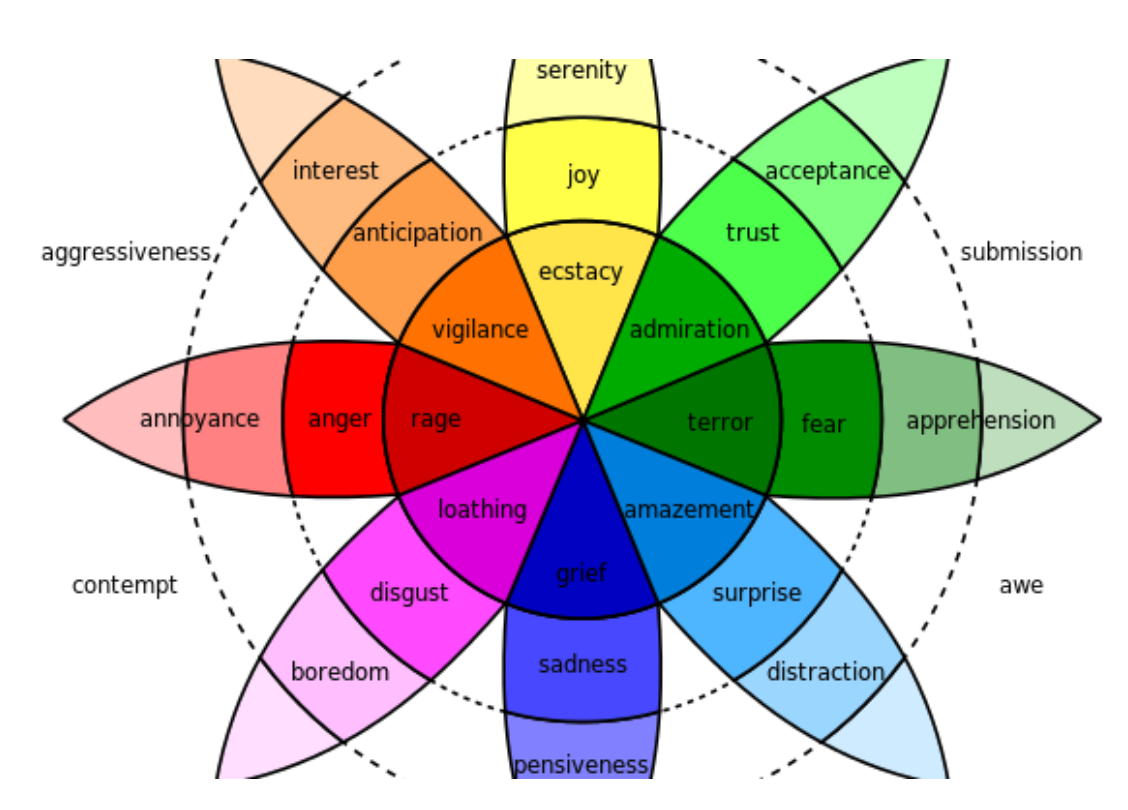 serenity
interest
joy
acceptance
anticipation
trust
aggressiveness
ecstacy
submission
vigilance
admiration
annoyance
anger
rage
terror
fear
apprehension
loathing
amazement
contempt
disgust
grief
surprise
awe
boredom
sadness
distraction
pensiveness